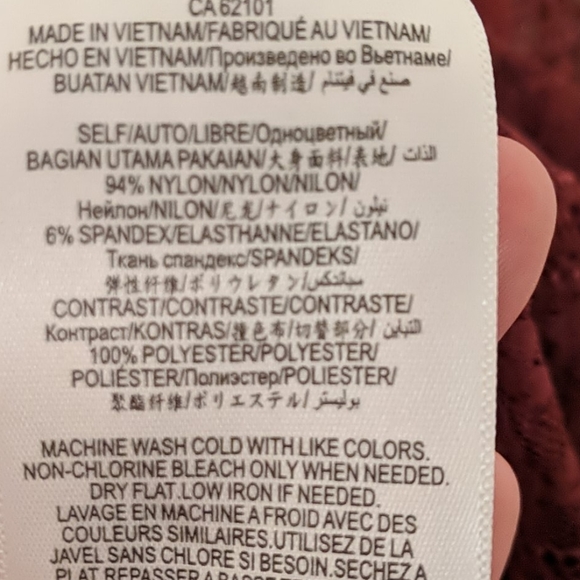 CA 62101
MADE IN VIETNAM/FABRIQUÉ AU VIETNAM/
HECHO EN VIETNAM/Произведено во Вьетнаме/
BUATAN VIETNAM/越南制造/ صنع في فيتنام
SELF/AUTO/LIBRE/Одноцветный/
BAGIAN UTAMA PAKAIAN/大身面料/表地/ الذات
94% NYLON/NYLON/NILON/
Нейлон/NILON/尼龙/ナイロン/ نيلون
6% SPANDEX/ELASTHANNE/ELASTANO/
Ткань спандекс/SPANDEKS/
弹性纤维/ポリウレタン/سباندكس
CONTRAST/CONTRASTE/CONTRASTE/
Контраст/KONTRAS/撞色布/切替部分/ التباين
100% POLYESTER/POLYESTER/
POLIÉSTER/Полиэстер/POLIESTER/
聚酯纤维/ポリエステル/بوليستر
MACHINE WASH COLD WITH LIKE COLORS.
NON-CHLORINE BLEACH ONLY WHEN NEEDED.
DRY FLAT.LOW IRON IF NEEDED.
LAVAGE EN MACHINE A FROID AVEC DES
COULEURS SIMILAIRES.UTILISEZ DE LA
JAVEL SANS CHLORE SI BESOIN.SECHEZ A
PLAT.REPASSER A BASSE